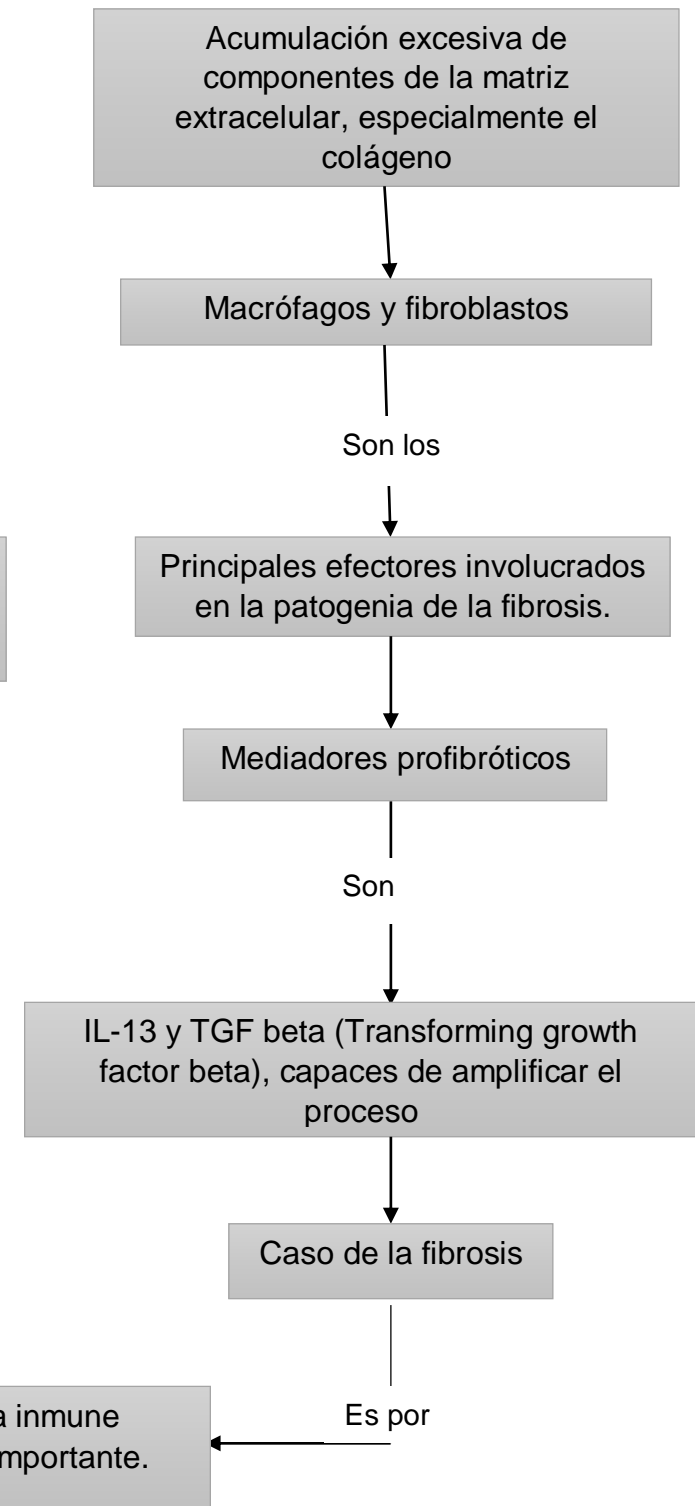 Acumulación excesiva de
componentes de la matriz
extracelular, especialmente el
colágeno
Macrófagos y fibroblastos
Son los
Principales efectores involucrados
en la patogenia de la fibrosis.
Mediadores profibróticos
Son
IL-13 y TGF beta (Transforming growth
factor beta), capaces de amplificar el
proceso
Caso de la fibrosis
Es por
a inmune
importante.